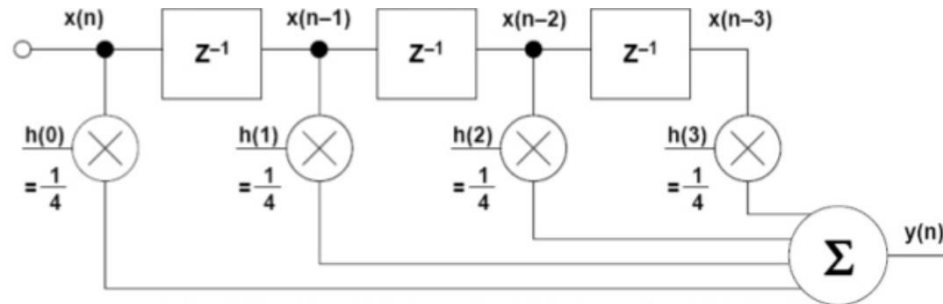 x(n) x(n–1) x(n–2) x(n–3)
Z–1 Z–1 Z–1
h(0) h(1) h(2) h(3)
= 1/4 = 1/4 = 1/4 = 1/4
Σ y(n)